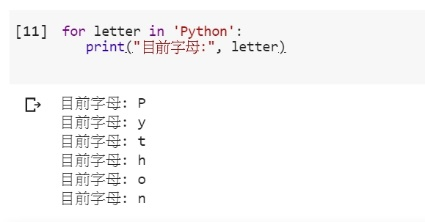 [11] for letter in 'Python':
print("目前字母:", letter)
目前字母: P
目前字母: y
目前字母: t
目前字母: h
目前字母: o
目前字母: n